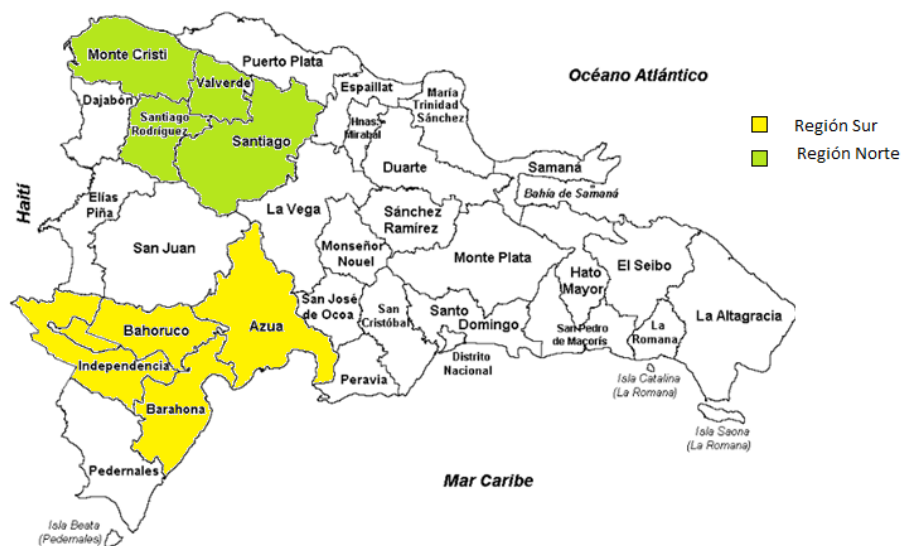 Monte Cristi
Puerto Plata
Océano Atlántico
Valverde
Espaillat
María
Trinidad
Sánchez
Dajabón
Santiago
Rodríguez
Santiago
Hnas.
Mirabal
Duarte
Samaná
Bahía de Samaná
Región Sur
Región Norte
Haití
Elías
Piña
La Vega
Sánchez
Ramírez
San Juan
Monseñor
Nouel
Monte Plata
Hato
Mayor
El Seibo
San José
de Ocoa
San
Cristóbal
Santo
Domingo
La Altagracia
Bahoruco
Azua
San Pedro
de Macorís
La
Romana
Independencia
Peravia
Distrito
Nacional
Isla Catalina
(La Romana)
Barahona
Isla Saona
(La Romana)
Pedernales
Mar Caribe
Isla Beata
(Pedernales)